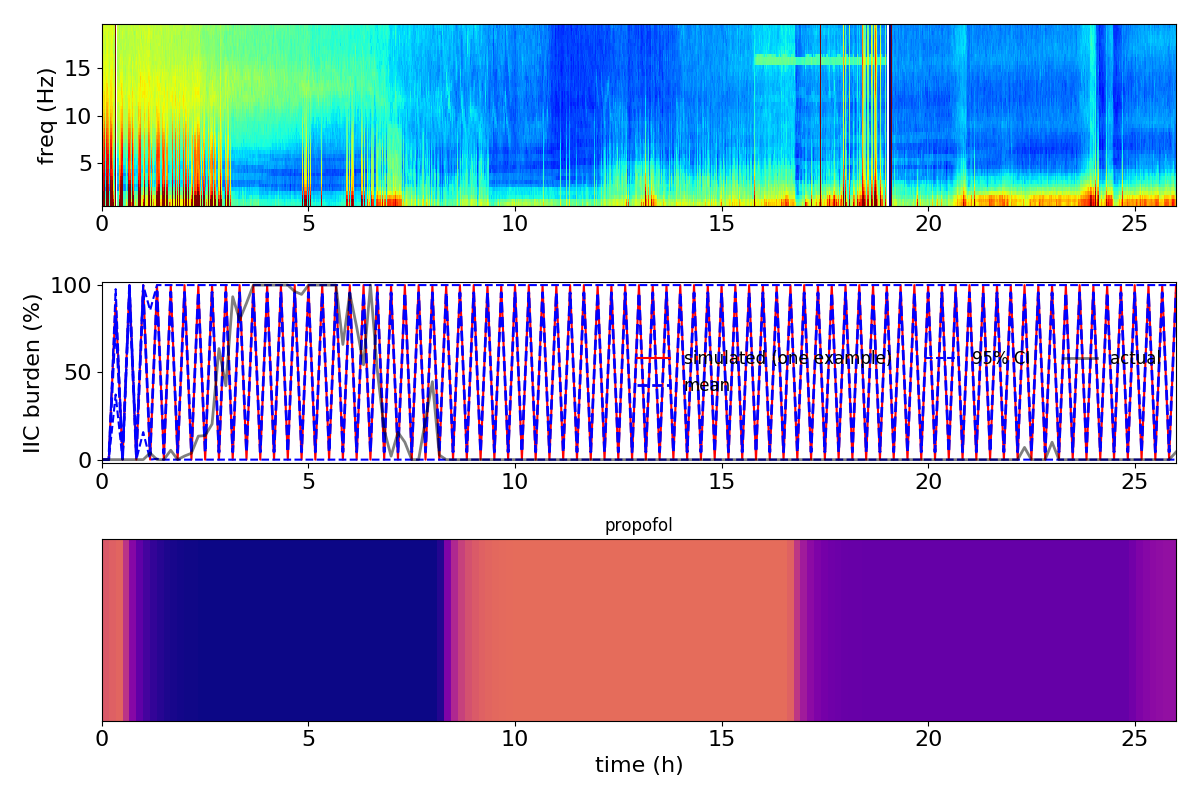 freq (Hz)
15
10
5
0 5 10 15 20 25
IIC burden (%)
100
50
0
simulated (one example) 95% C actual
mean
0 5 10 15 20 25
propofol
0 5 10 15 20 25
time (h)